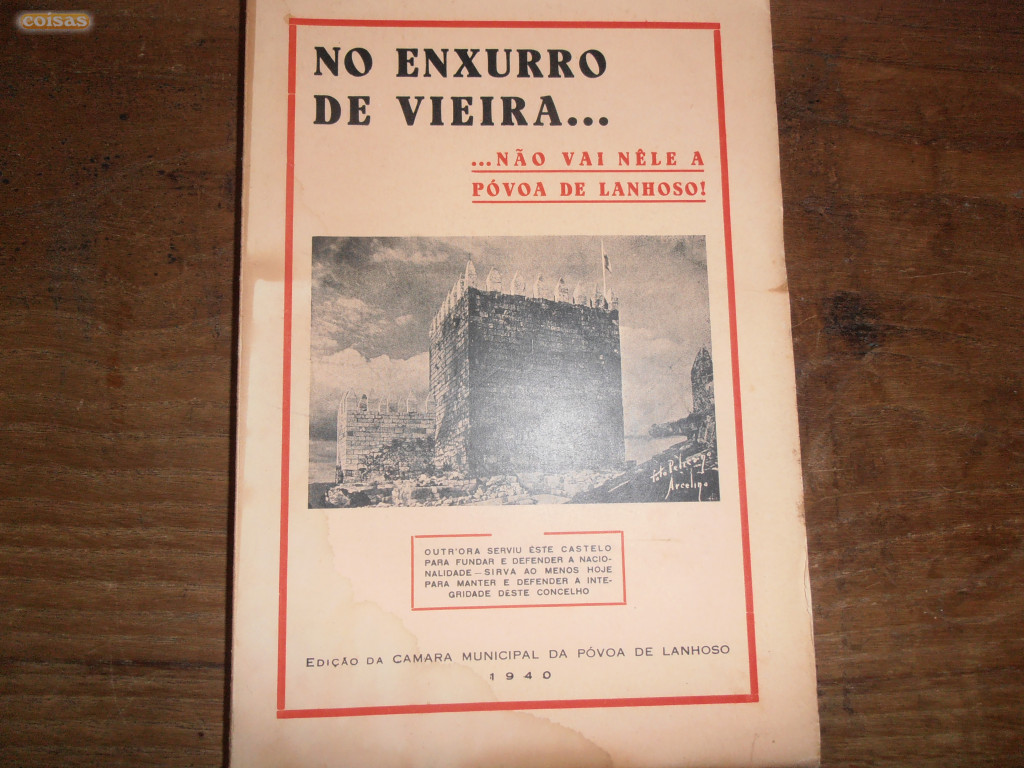 coisas
NO ENXURRO
DE VIEIRA...
...NÃO VAI NÊLE A
PÓVOA DE LANHOSO!
Arcelina
OUTR'ORA SERVIU ÊSTE CASTELO
PARA FUNDAR E DEFENDER A NACIO-
NALIDADE — SIRVA AO MENOS HOJE
PARA MANTER E DEFENDER A INTE-
GRIDADE DESTE CONCELHO
EDIÇÃO DA CAMARA MUNICIPAL DA PÓVOA DE LANHOSO
1940